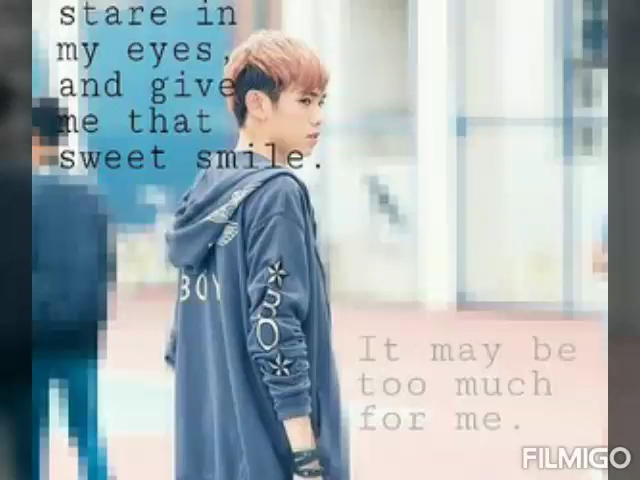 stare in
my eyes,
and give
me that
sweet smile.
BOY
It may be
too much
for me.
FILMIGO